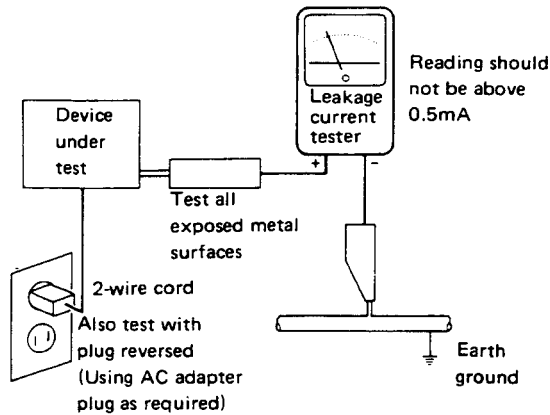 Reading should
not be above
0.5mA
Leakage
current
tester
+
−
Device
under
test
Test all
exposed metal
surfaces
2-wire cord
Also test with
plug reversed
(Using AC adapter
plug as required)
Earth
ground